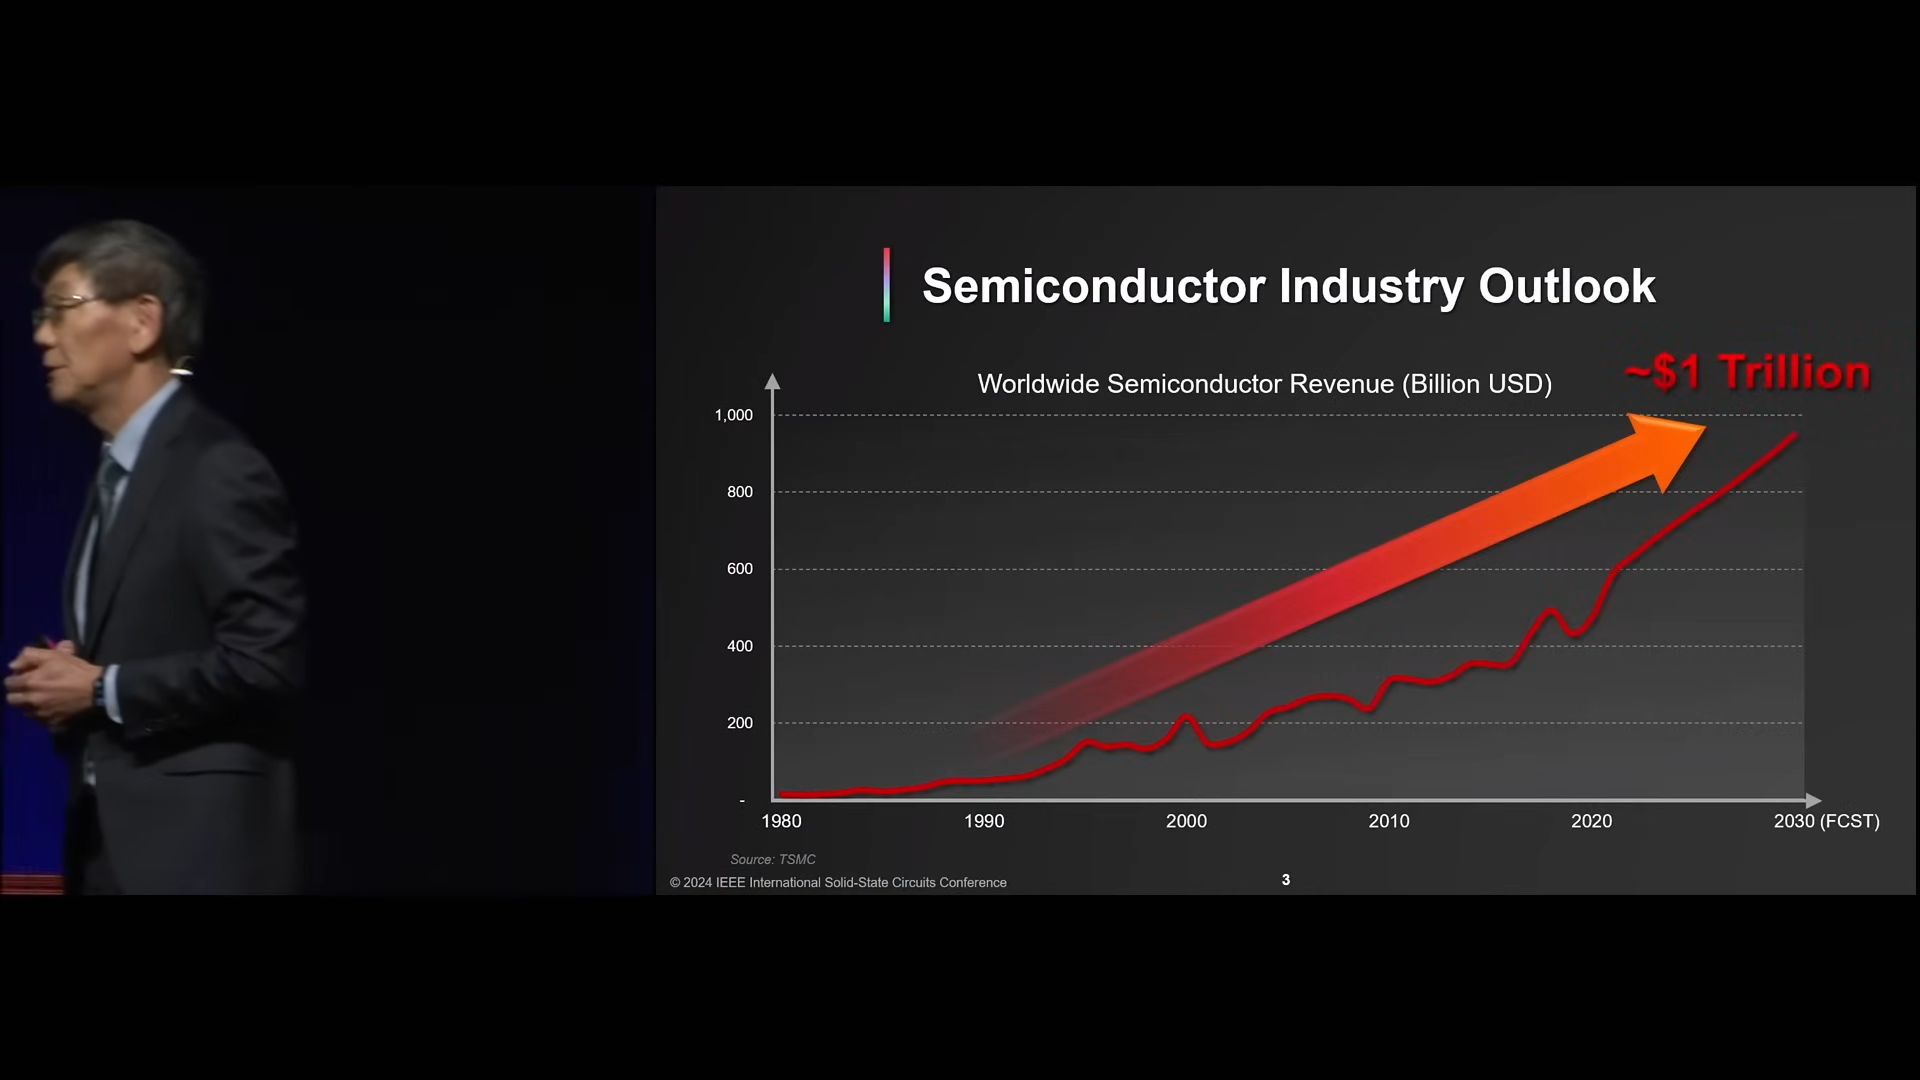 Semiconductor Industry Outlook
Worldwide Semiconductor Revenue (Billion USD)
~$1 Trillion
1,000
800
600
400
200
-
1980 1990 2000 2010 2020 2030 (FCST)
Source: TSMC
© 2024 IEEE International Solid-State Circuits Conference
3